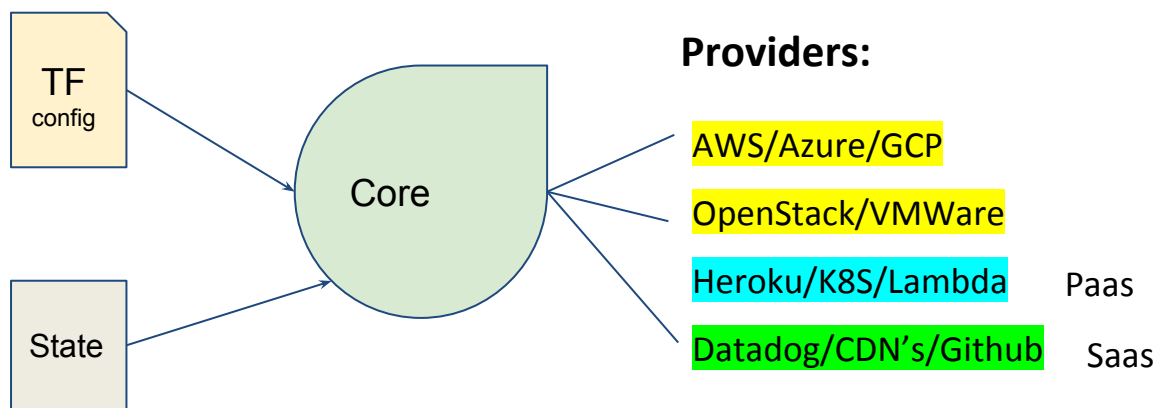 TF
config
State
Core
Providers:
AWS/Azure/GCP
OpenStack/VMWare
Heroku/K8S/Lambda Paas
Datadog/CDN's/Github Saas